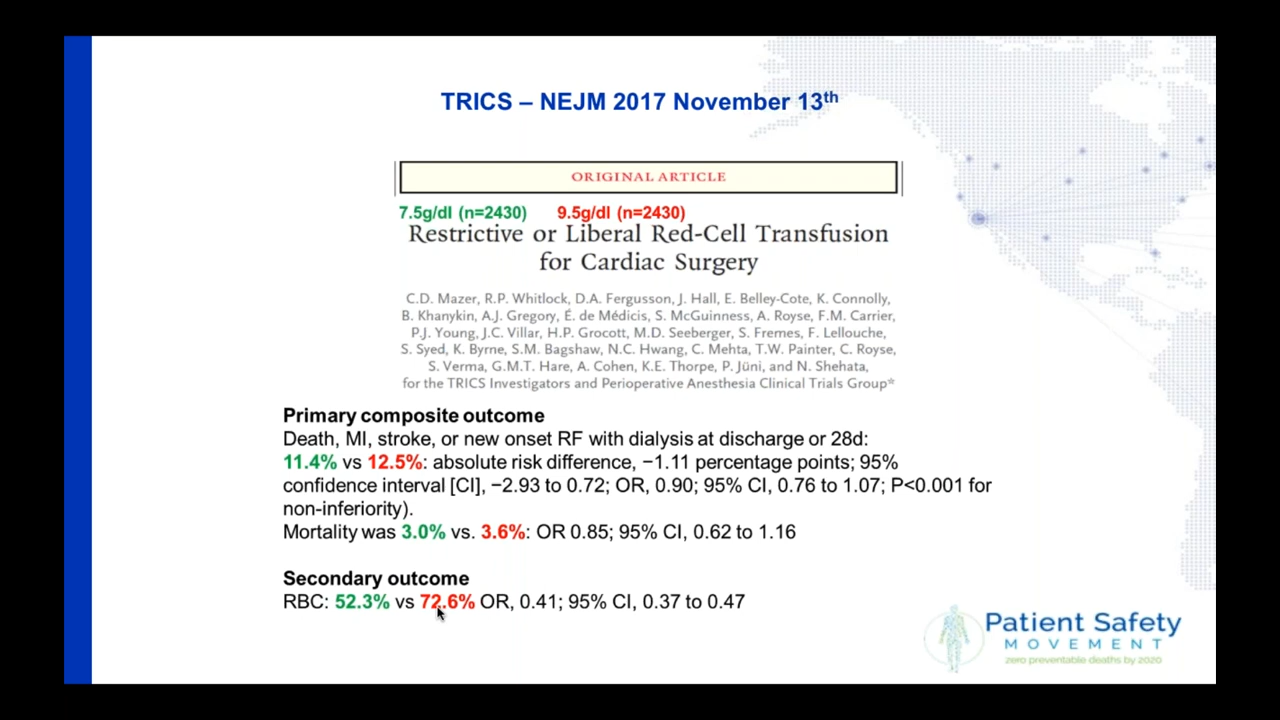 TRICS – NEJM 2017 November 13th
ORIGINAL ARTICLE
7.5g/dl (n=2430) 9.5g/dl (n=2430)
Restrictive or Liberal Red-Cell Transfusion
for Cardiac Surgery
C.D. Mazer, R.P. Whitlock, D.A. Fergusson, J. Hall, E. Belley-Cote, K. Connolly,
B. Khanykin, A.J. Gregory, É. de Médicis, S. McGuinness, A. Royse, F.M. Carrier,
P.J. Young, J.C. Villar, H.P. Grocott, M.D. Seeberger, S. Fremes, F. Lellouche,
S. Syed, K. Byrne, S.M. Bagshaw, N.C. Hwang, C. Mehta, T.W. Painter, C. Royse,
S. Verma, G.M.T. Hare, A. Cohen, K.E. Thorpe, P. Jüni, and N. Shehata,
for the TRICS Investigators and Perioperative Anesthesia Clinical Trials Group*
Primary composite outcome
Death, MI, stroke, or new onset RF with dialysis at discharge or 28d:
11.4% vs 12.5%: absolute risk difference, −1.11 percentage points; 95%
confidence interval [CI], −2.93 to 0.72; OR, 0.90; 95% CI, 0.76 to 1.07; P<0.001 for
non-inferiority).
Mortality was 3.0% vs. 3.6%: OR 0.85; 95% CI, 0.62 to 1.16
Secondary outcome
RBC: 52.3% vs 72.6% OR, 0.41; 95% CI, 0.37 to 0.47
Patient Safety
MOVEMENT
zero preventable deaths by 2020